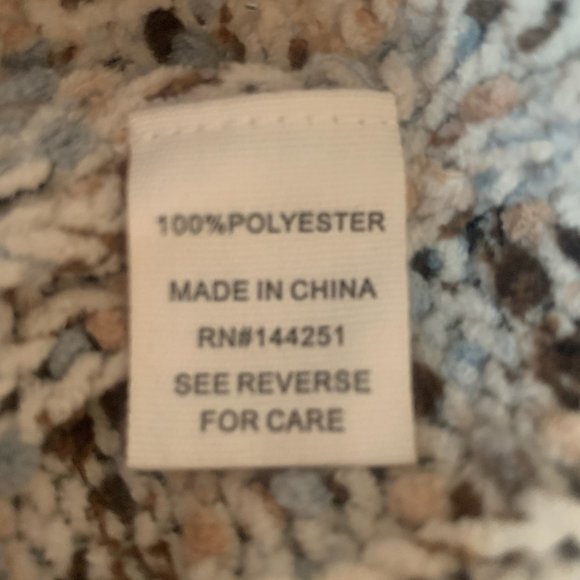 100%POLYESTER
MADE IN CHINA
RN#144251
SEE REVERSE
FOR CARE